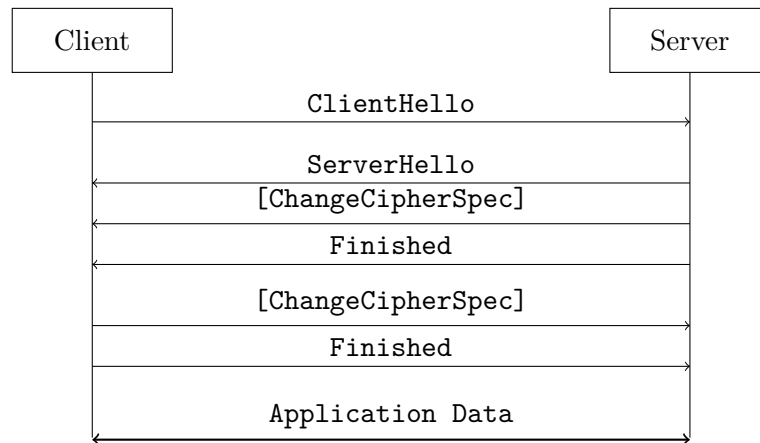 Client
Server
ClientHello
ServerHello
[ChangeCipherSpec]
Finished
[ChangeCipherSpec]
Finished
Application Data